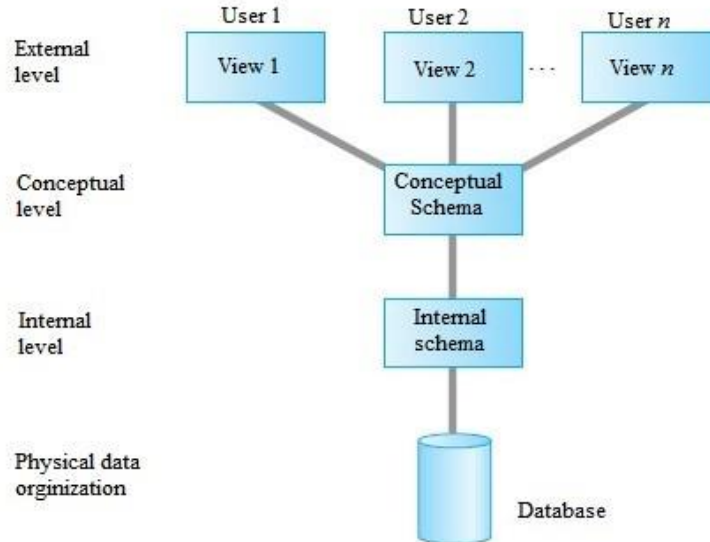 User 1
User 2
User n
External
level
View 1
View 2
...
View n
Conceptual
level
Conceptual
Schema
Internal
level
Internal
schema
Physical data
orginization
Database